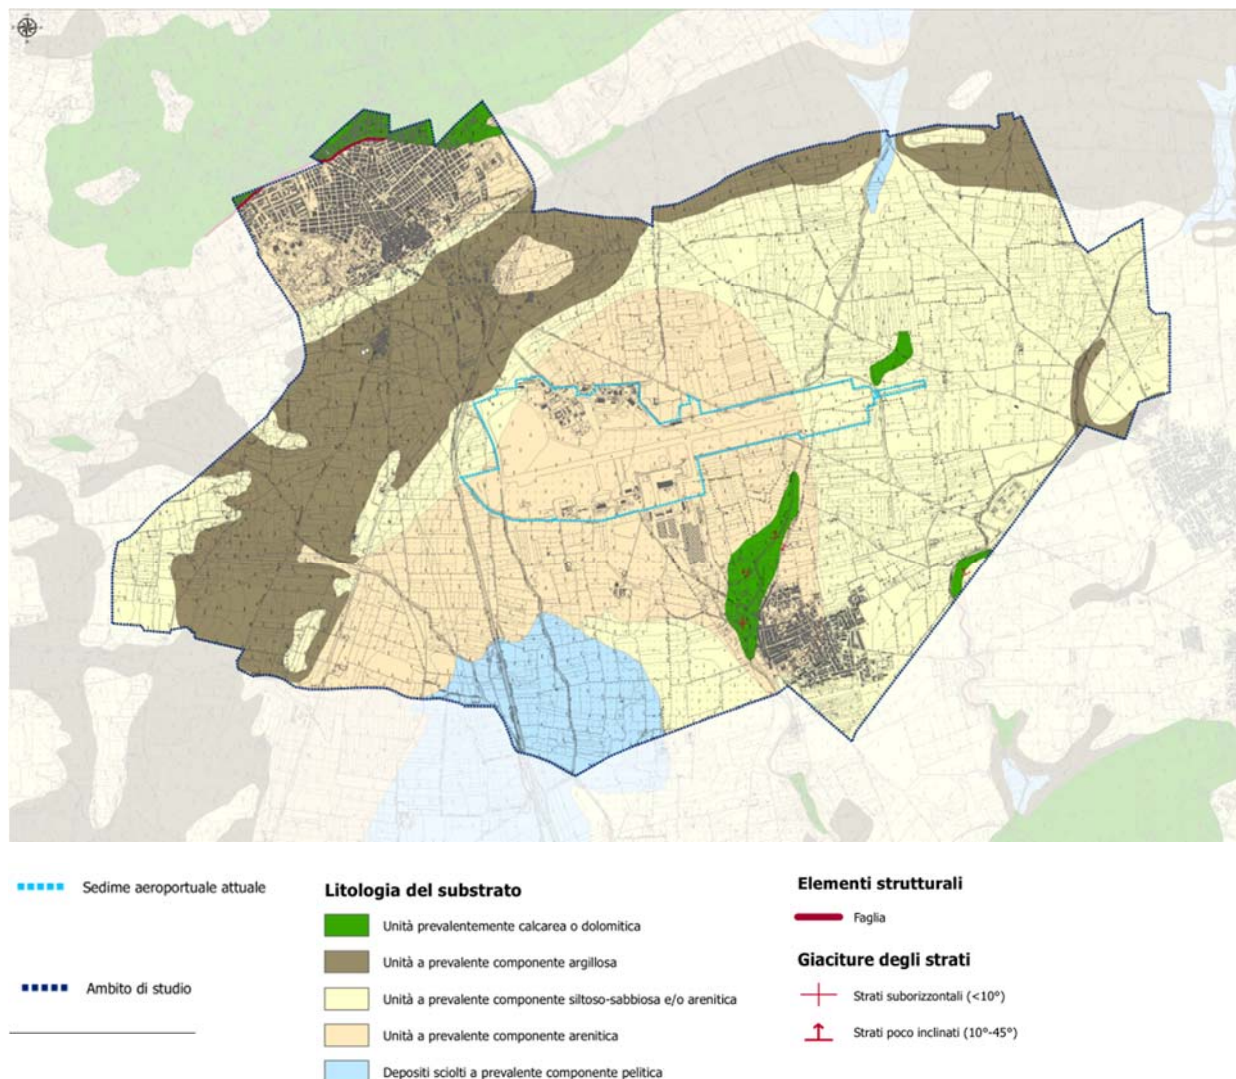 Sedime aeroportuale attuale
Ambito di studio
Litologia del substrato
Unità prevalentemente calcarea o dolomitica
Unità a prevalente componente argillosa
Unità a prevalente componente siltoso-sabbiosa e/o arenitica
Unità a prevalente componente arenitica
Depositi sciolti a prevalente componente pelitica
Elementi strutturali
Faglia
Giaciture degli strati
Strati suborizzontali (<10°)
Strati poco inclinati (10°-45°)